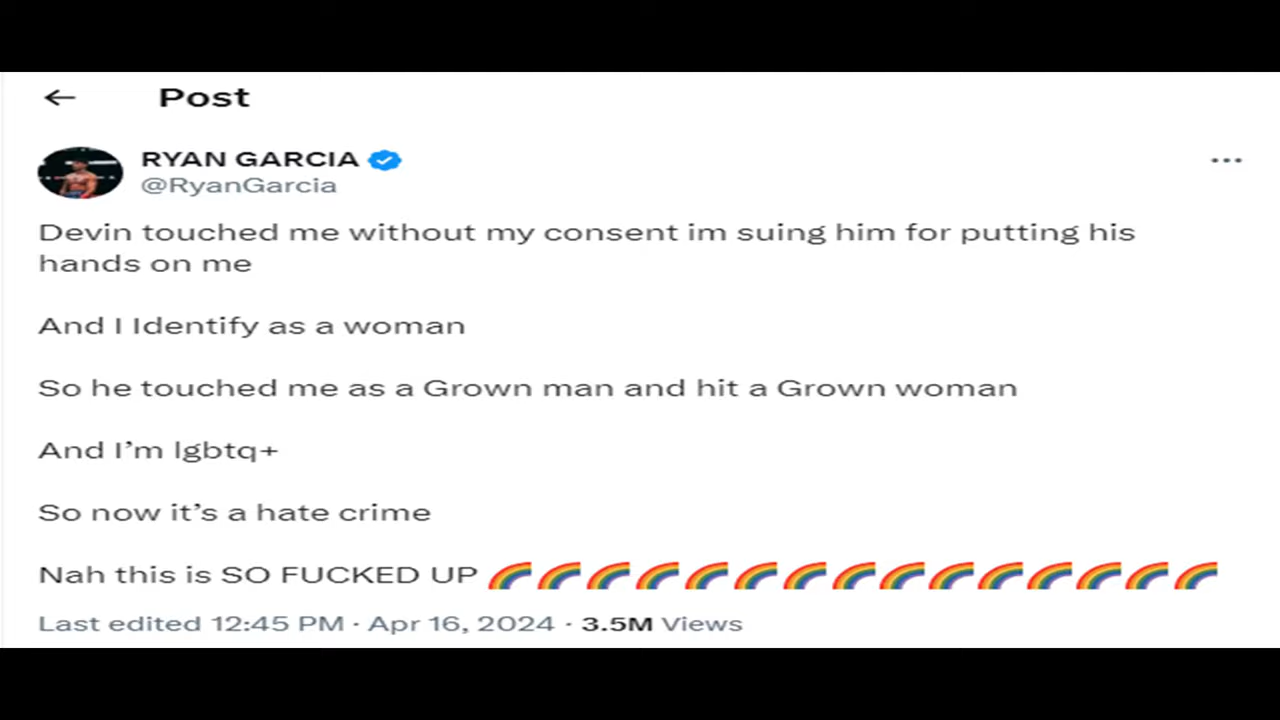 Post
RYAN GARCIA
@RyanGarcia
Devin touched me without my consent im suing him for putting his
hands on me
And I Identify as a woman
So he touched me as a Grown man and hit a Grown woman
And I’m lgbtq+
So now it’s a hate crime
Nah this is SO FUCKED UP 🌈🌈🌈🌈🌈🌈🌈🌈🌈🌈🌈🌈🌈🌈🌈
Last edited 12:45 PM · Apr 16, 2024 · 3.5M Views